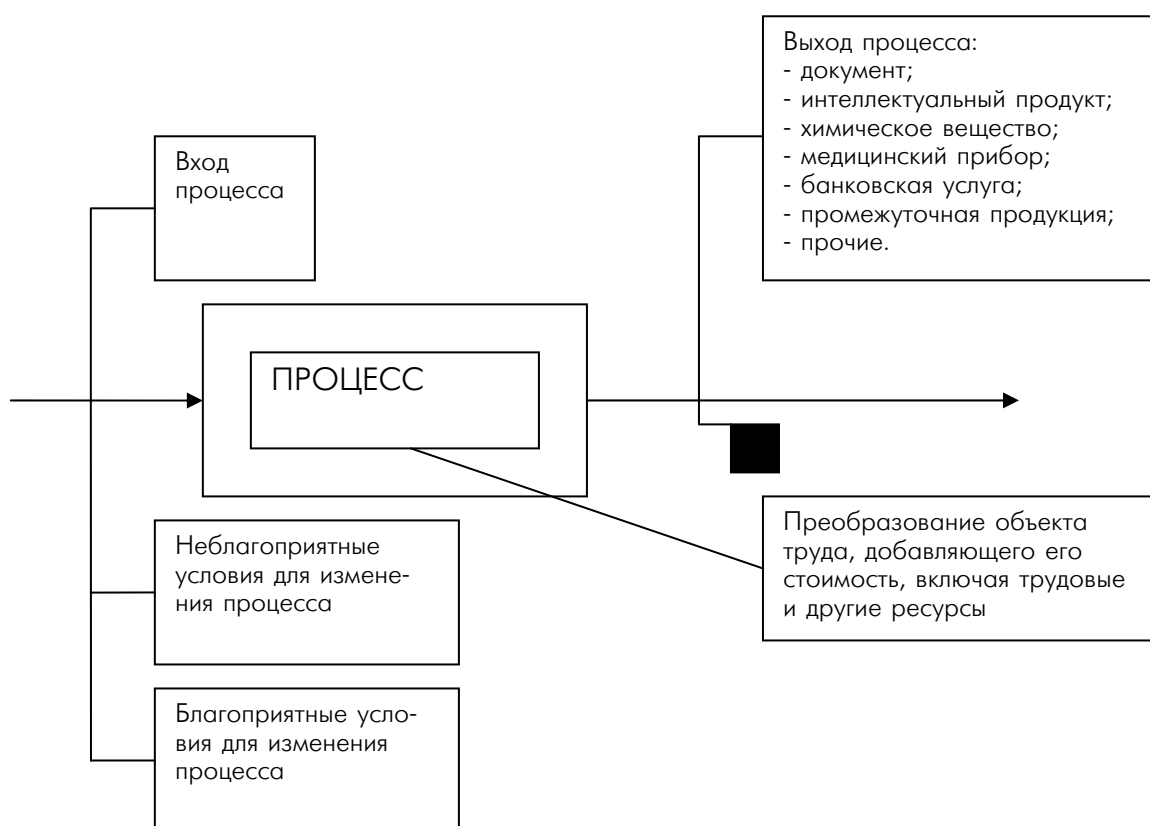 Выход процесса:
- документ;
- интеллектуальный продукт;
- химическое вещество;
- медицинский прибор;
- банковская услуга;
- промежуточная продукция;
- прочие.
Вход
процесса
ПРОЦЕСС
Неблагоприятные
условия для измене-
ния процесса
Преобразование объекта
труда, добавляющего его
стоимость, включая трудовые
и другие ресурсы
Благоприятные усло-
вия для изменения
процесса